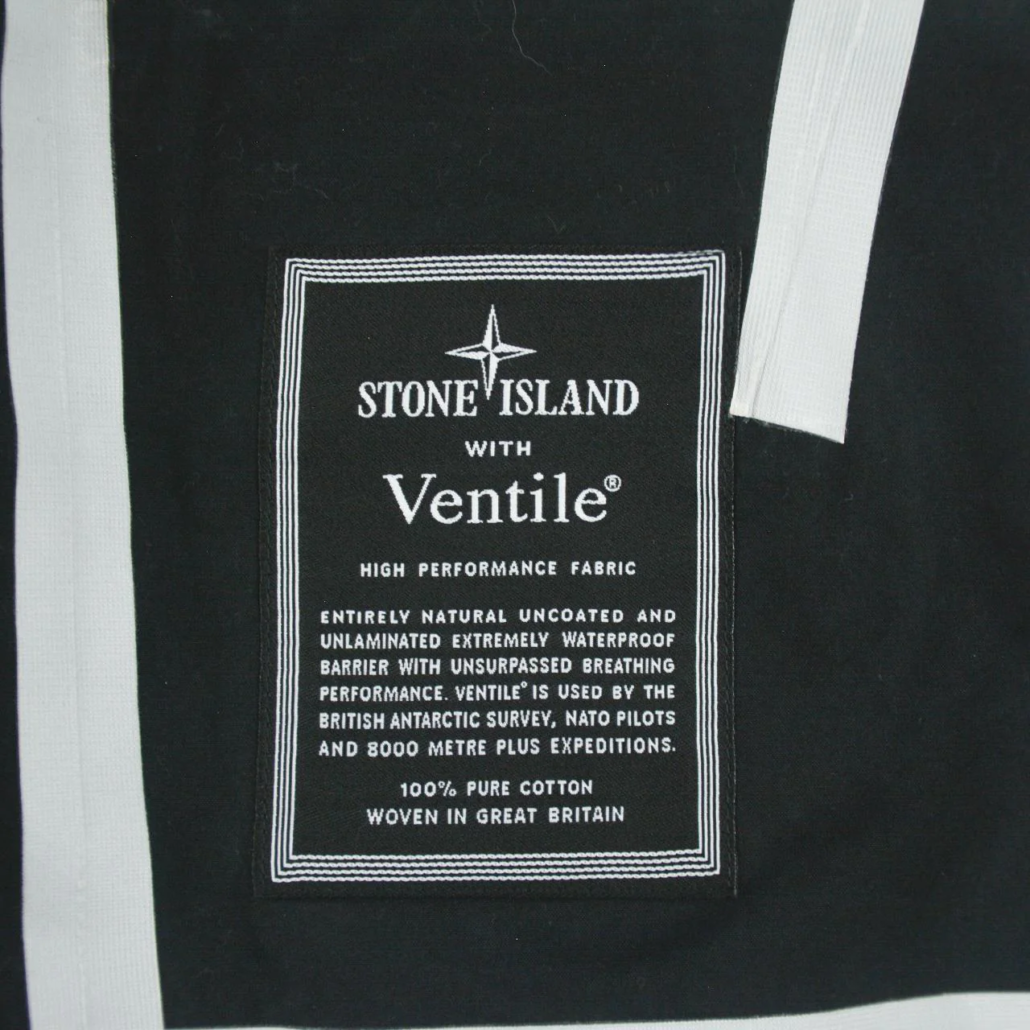 STONE ISLAND
WITH
Ventile®
HIGH PERFORMANCE FABRIC
ENTIRELY NATURAL UNCOATED AND
UNLAMINATED EXTREMELY WATERPROOF
BARRIER WITH UNSURPASSED BREATHING
PERFORMANCE. VENTILE° IS USED BY THE
BRITISH ANTARCTIC SURVEY, NATO PILOTS
AND 8000 METRE PLUS EXPEDITIONS.
100% PURE COTTON
WOVEN IN GREAT BRITAIN